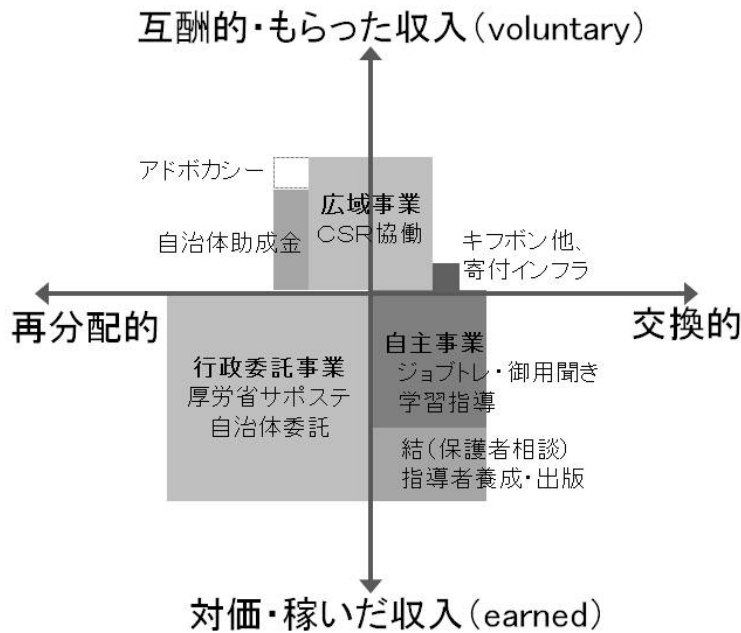 互酬的・もらった収入（voluntary）
アドボカシー
広域事業
ＣＳＲ協働
自治体助成金
キフボン他、
寄付インフラ
再分配的
交換的
行政委託事業
厚労省サポステ
自治体委託
自主事業
ジョブトレ・御用聞き
学習指導
結（保護者相談）
指導者養成・出版
対価・稼いだ収入（earned）